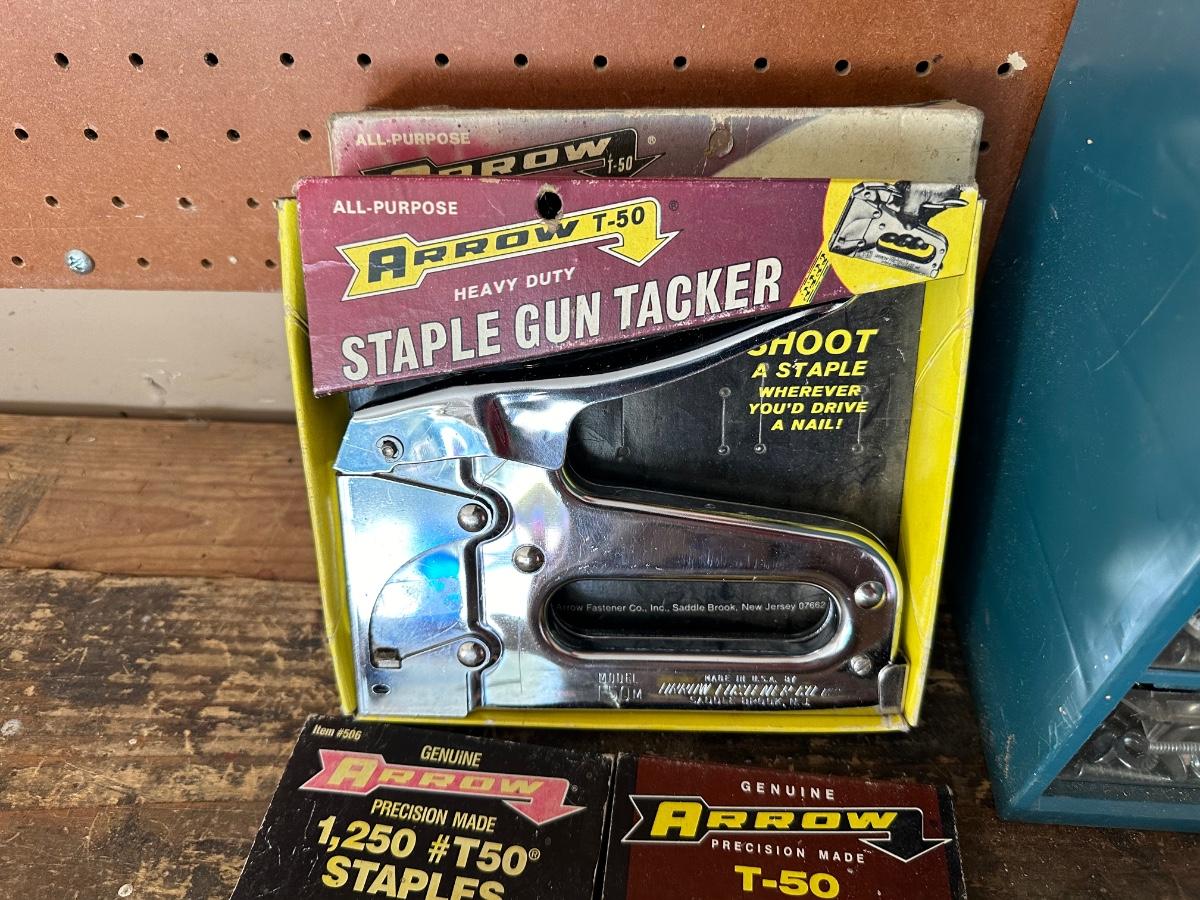 ALL-PURPOSE
ARROW T-50 ®
ALL-PURPOSE
ARROW T-50 ®
HEAVY DUTY
STAPLE GUN TACKER
SHOOT
A STAPLE
WHEREVER
YOU'D DRIVE
A NAIL!
Arrow Fastener Co., Inc., Saddle Brook, New Jersey 07662
MODEL
T50M
MADE IN U.S.A. BY
ARROW FASTENER CO
SADDLE BROOK, N.J.
Item #506
GENUINE
ARROW
PRECISION MADE
1,250 #T50®
STAPLES
GENUINE
ARROW
PRECISION MADE
T-50